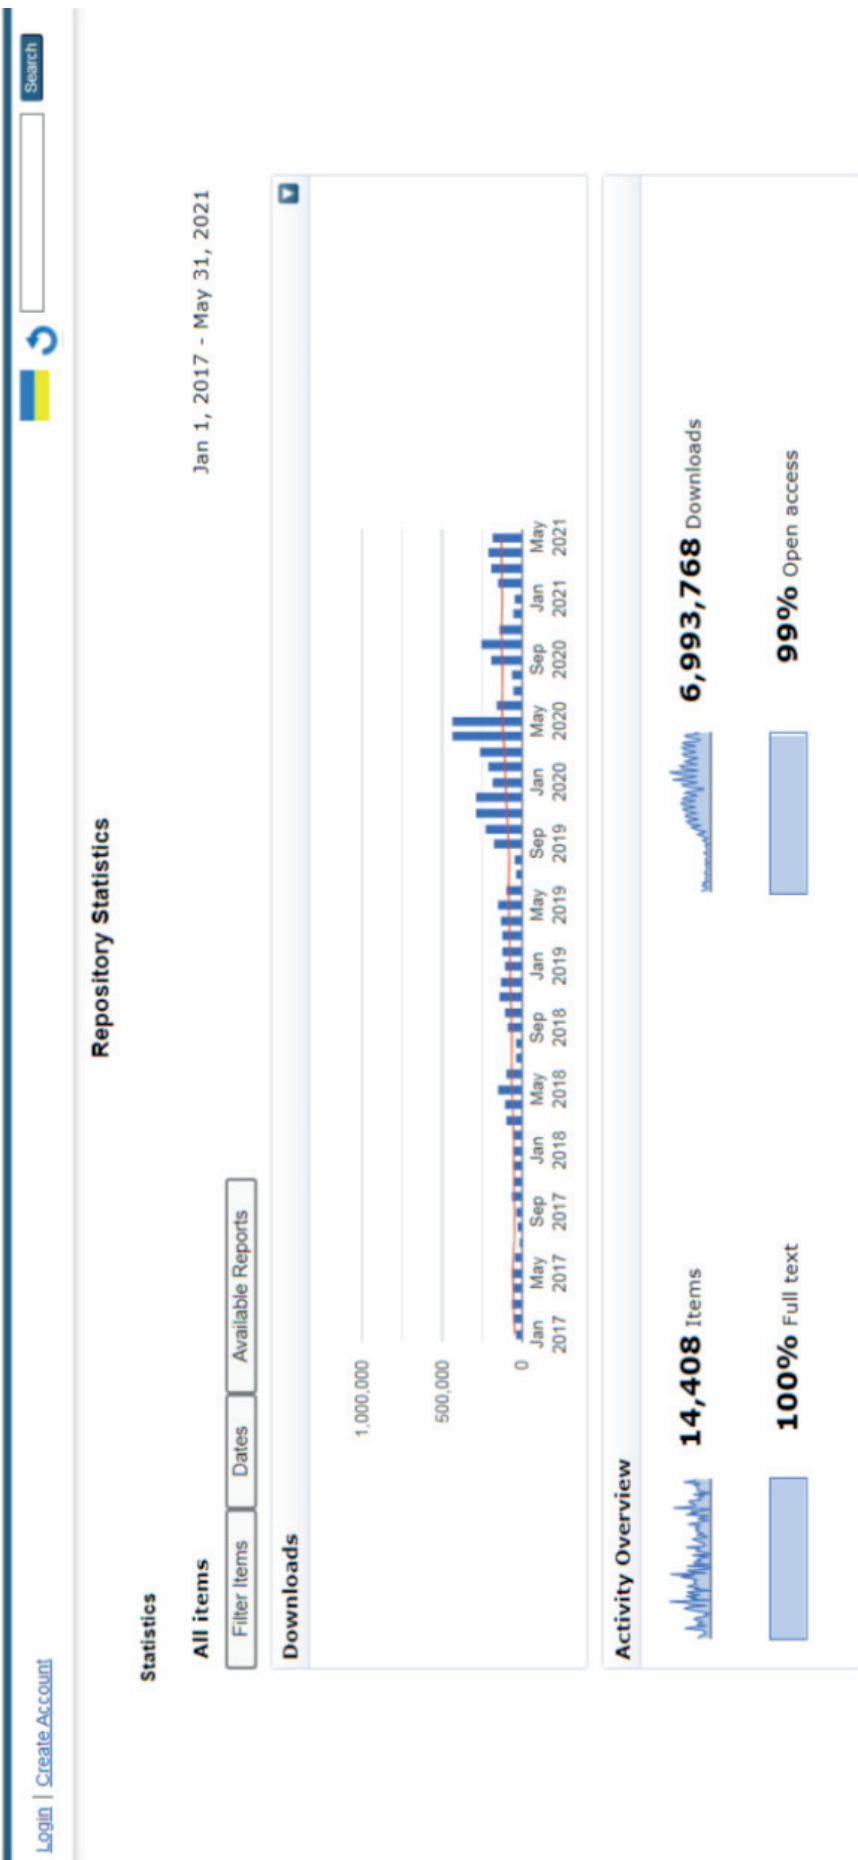 Login | Create Account
Search
Repository Statistics
Statistics
All items
Jan 1, 2017 - May 31, 2021
Filter Items
Dates
Available Reports
Downloads
1,000,000
500,000
0
Jan 2017
May 2017
Sep 2017
Jan 2018
May 2018
Sep 2018
Jan 2019
May 2019
Sep 2019
Jan 2020
May 2020
Sep 2020
Jan 2021
May 2021
Activity Overview
14,408 Items
6,993,768 Downloads
100% Full text
99% Open access